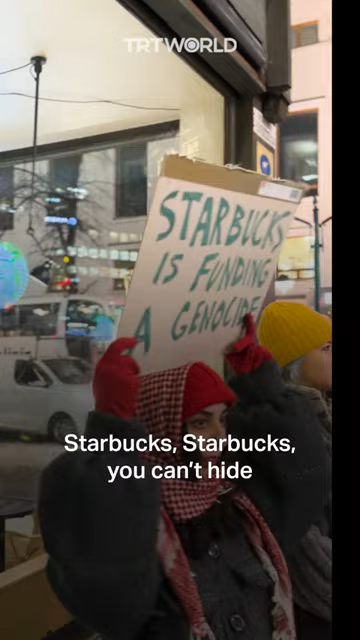 TRT WORLD
STARBUCKS
IS FUNDING
A GENOCIDE
Starbucks, Starbucks,
you can't hide